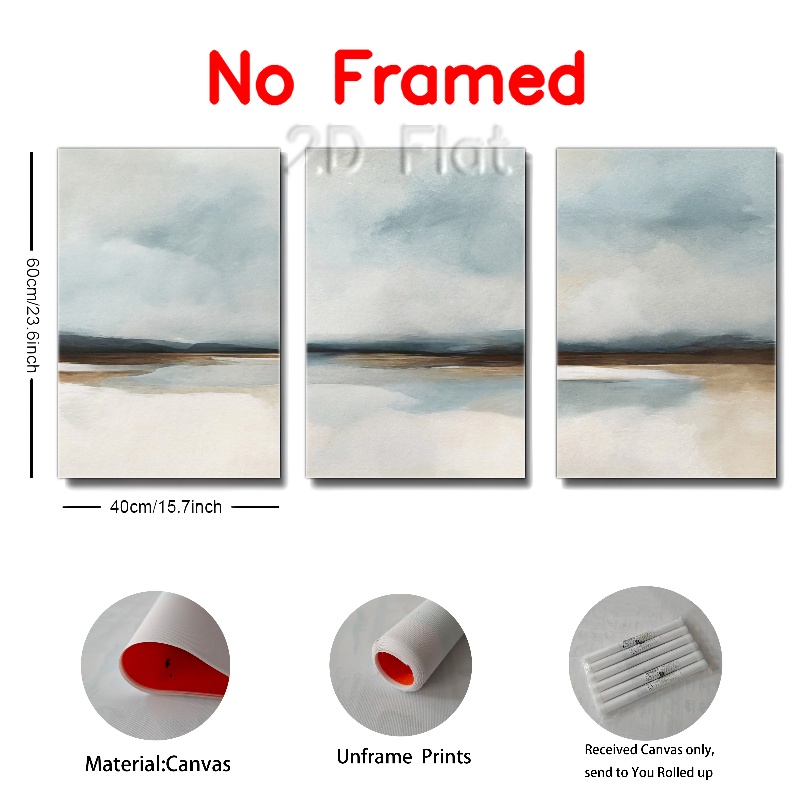 No Framed
2D Flat
60cm/23.6inch
40cm/15.7inch
Material:Canvas
Unframe Prints
Received Canvas only,
send to You Rolled up